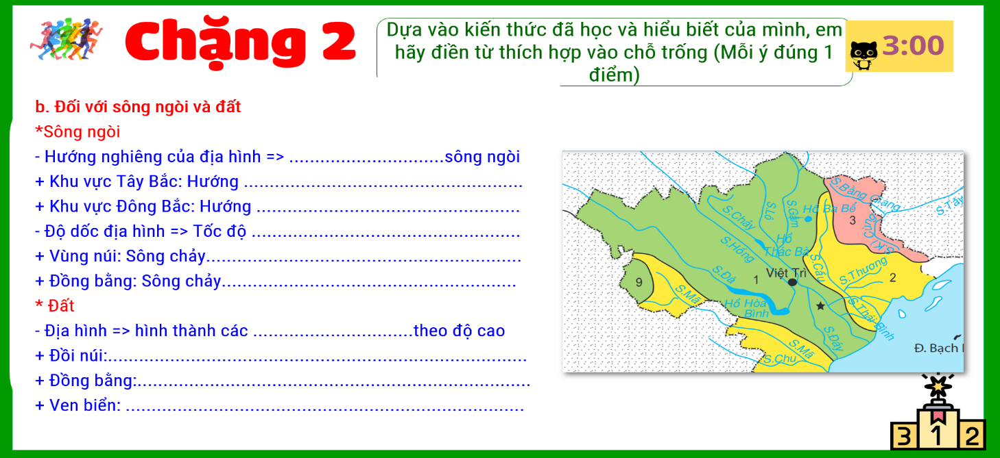 Chặng 2
Dựa vào kiến thức đã học và hiểu biết của mình, em
hãy điền từ thích hợp vào chỗ trống (Mỗi ý đúng 1
điểm)
3:00
b. Đối với sông ngòi và đất
*Sông ngòi
- Hướng nghiêng của địa hình => ..............................sông ngòi
+ Khu vực Tây Bắc: Hướng ......................................................
+ Khu vực Đông Bắc: Hướng ...................................................
- Độ dốc địa hình => Tốc độ ....................................................
+ Vùng núi: Sông chảy.............................................................
+ Đồng bằng: Sông chảy.........................................................
* Đất
- Địa hình => hình thành các ...............................theo độ cao
+ Đồi núi:.................................................................................
+ Đồng bằng:............................................................................
+ Ven biển: .............................................................................
S.Bằng Giang
S.Tây
Hồ Ba Bể
S.Lô
S.Gâm
S.Chảy
3
S.Kì Cùng
Hồ
Thác Bà
S.Hồng
S.Cầu
S.Thương
S.Đà
1
Việt Trì
2
9
S.Mã
Hồ Hòa
Bình
S.Thái Bình
S.Đáy
S.Mã
S.Chu
Đ. Bạch
3 1 2